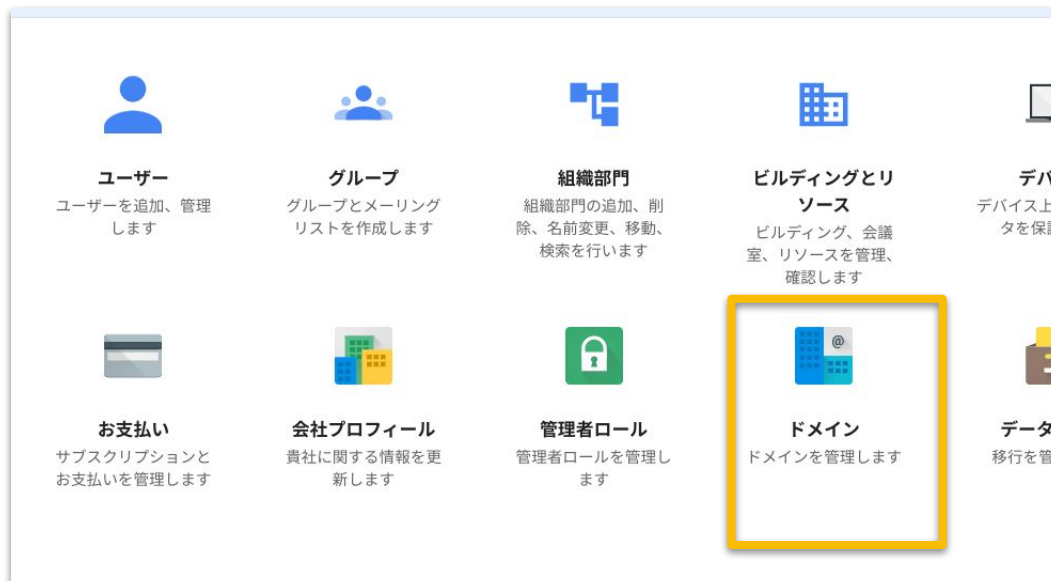 ユーザー
ユーザーを追加、管理
します
グループ
グループとメーリング
リストを作成します
組織部門
組織部門の追加、削
除、名前変更、移動、
検索を行います
ビルディングとリ
ソース
ビルディング、会議
室、リソースを管理、
確認します
デバ
デバイス上
タを保
お支払い
サブスクリプションと
お支払いを管理します
会社プロフィール
貴社に関する情報を更
新します
管理者ロール
管理者ロールを管理し
ます
@
ドメイン
ドメインを管理します
データ
移行を管